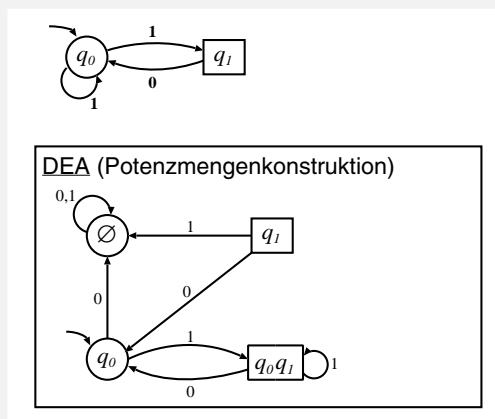 1
q0 q1
0
1
DEA (Potenzmengenkonstruktion)
0,1
∅ 1 q1
0 0
1
q0 q0q1 1
0